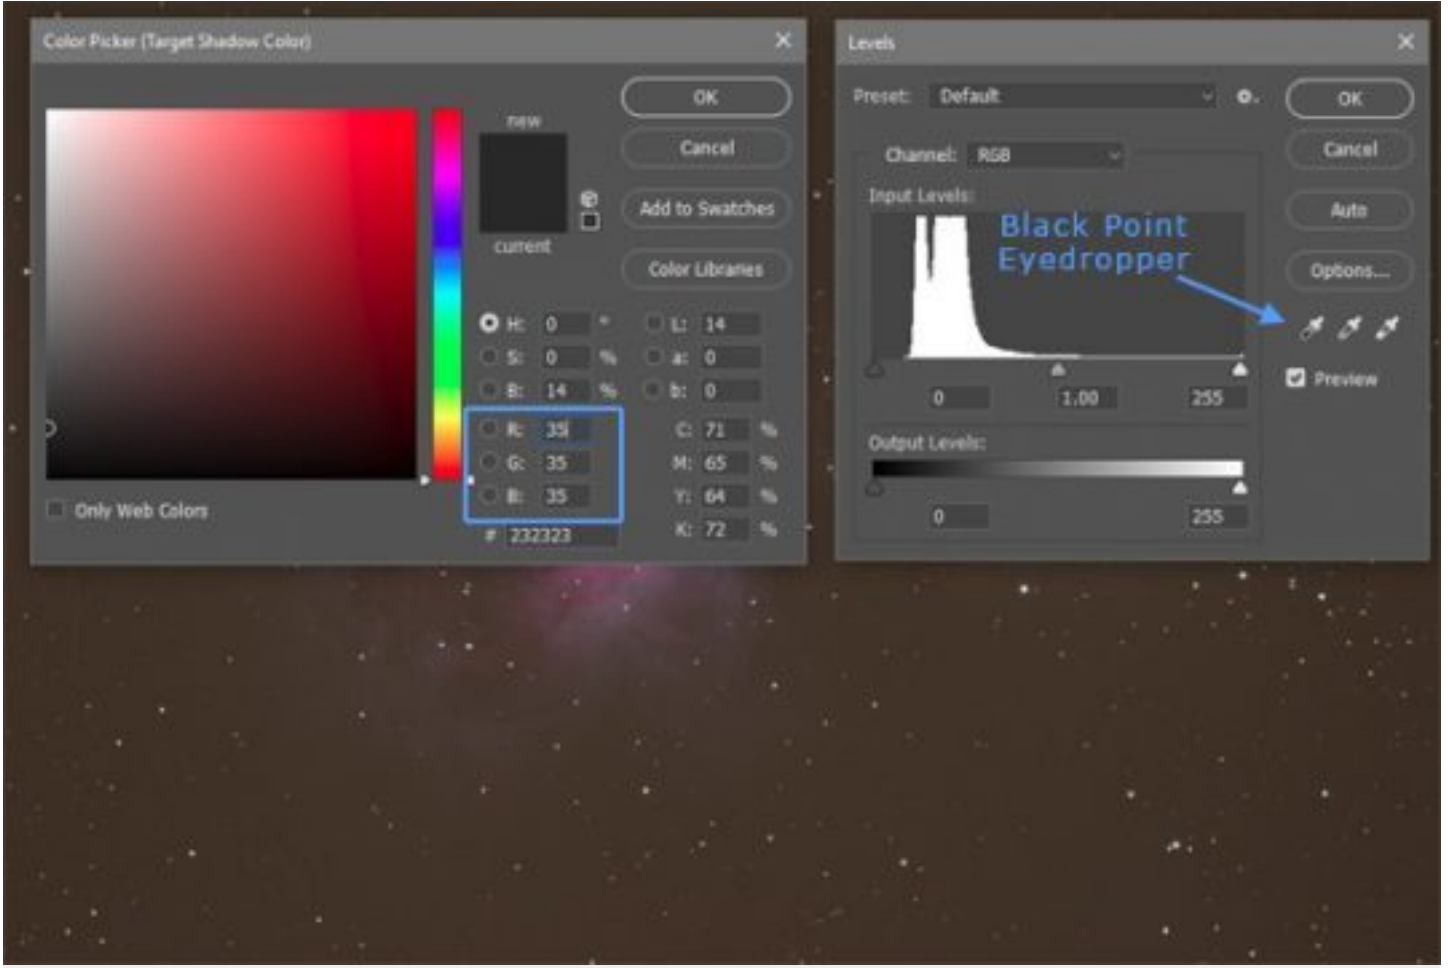 Color Picker (Target Shadow Color)
OK
new
Cancel
Add to Swatches
current
Color Libraries
H: 0 °
L: 14
S: 0 %
a: 0
B: 14 %
b: 0
R: 35
C: 71 %
G: 35
M: 65 %
B: 35
Y: 64 %
# 232323
K: 72 %
Only Web Colors
Levels
Preset: Default
OK
Channel: RGB
Cancel
Input Levels:
Auto
Black Point
Eyedropper
Options...
Preview
0 1.00 255
Output Levels:
0 255